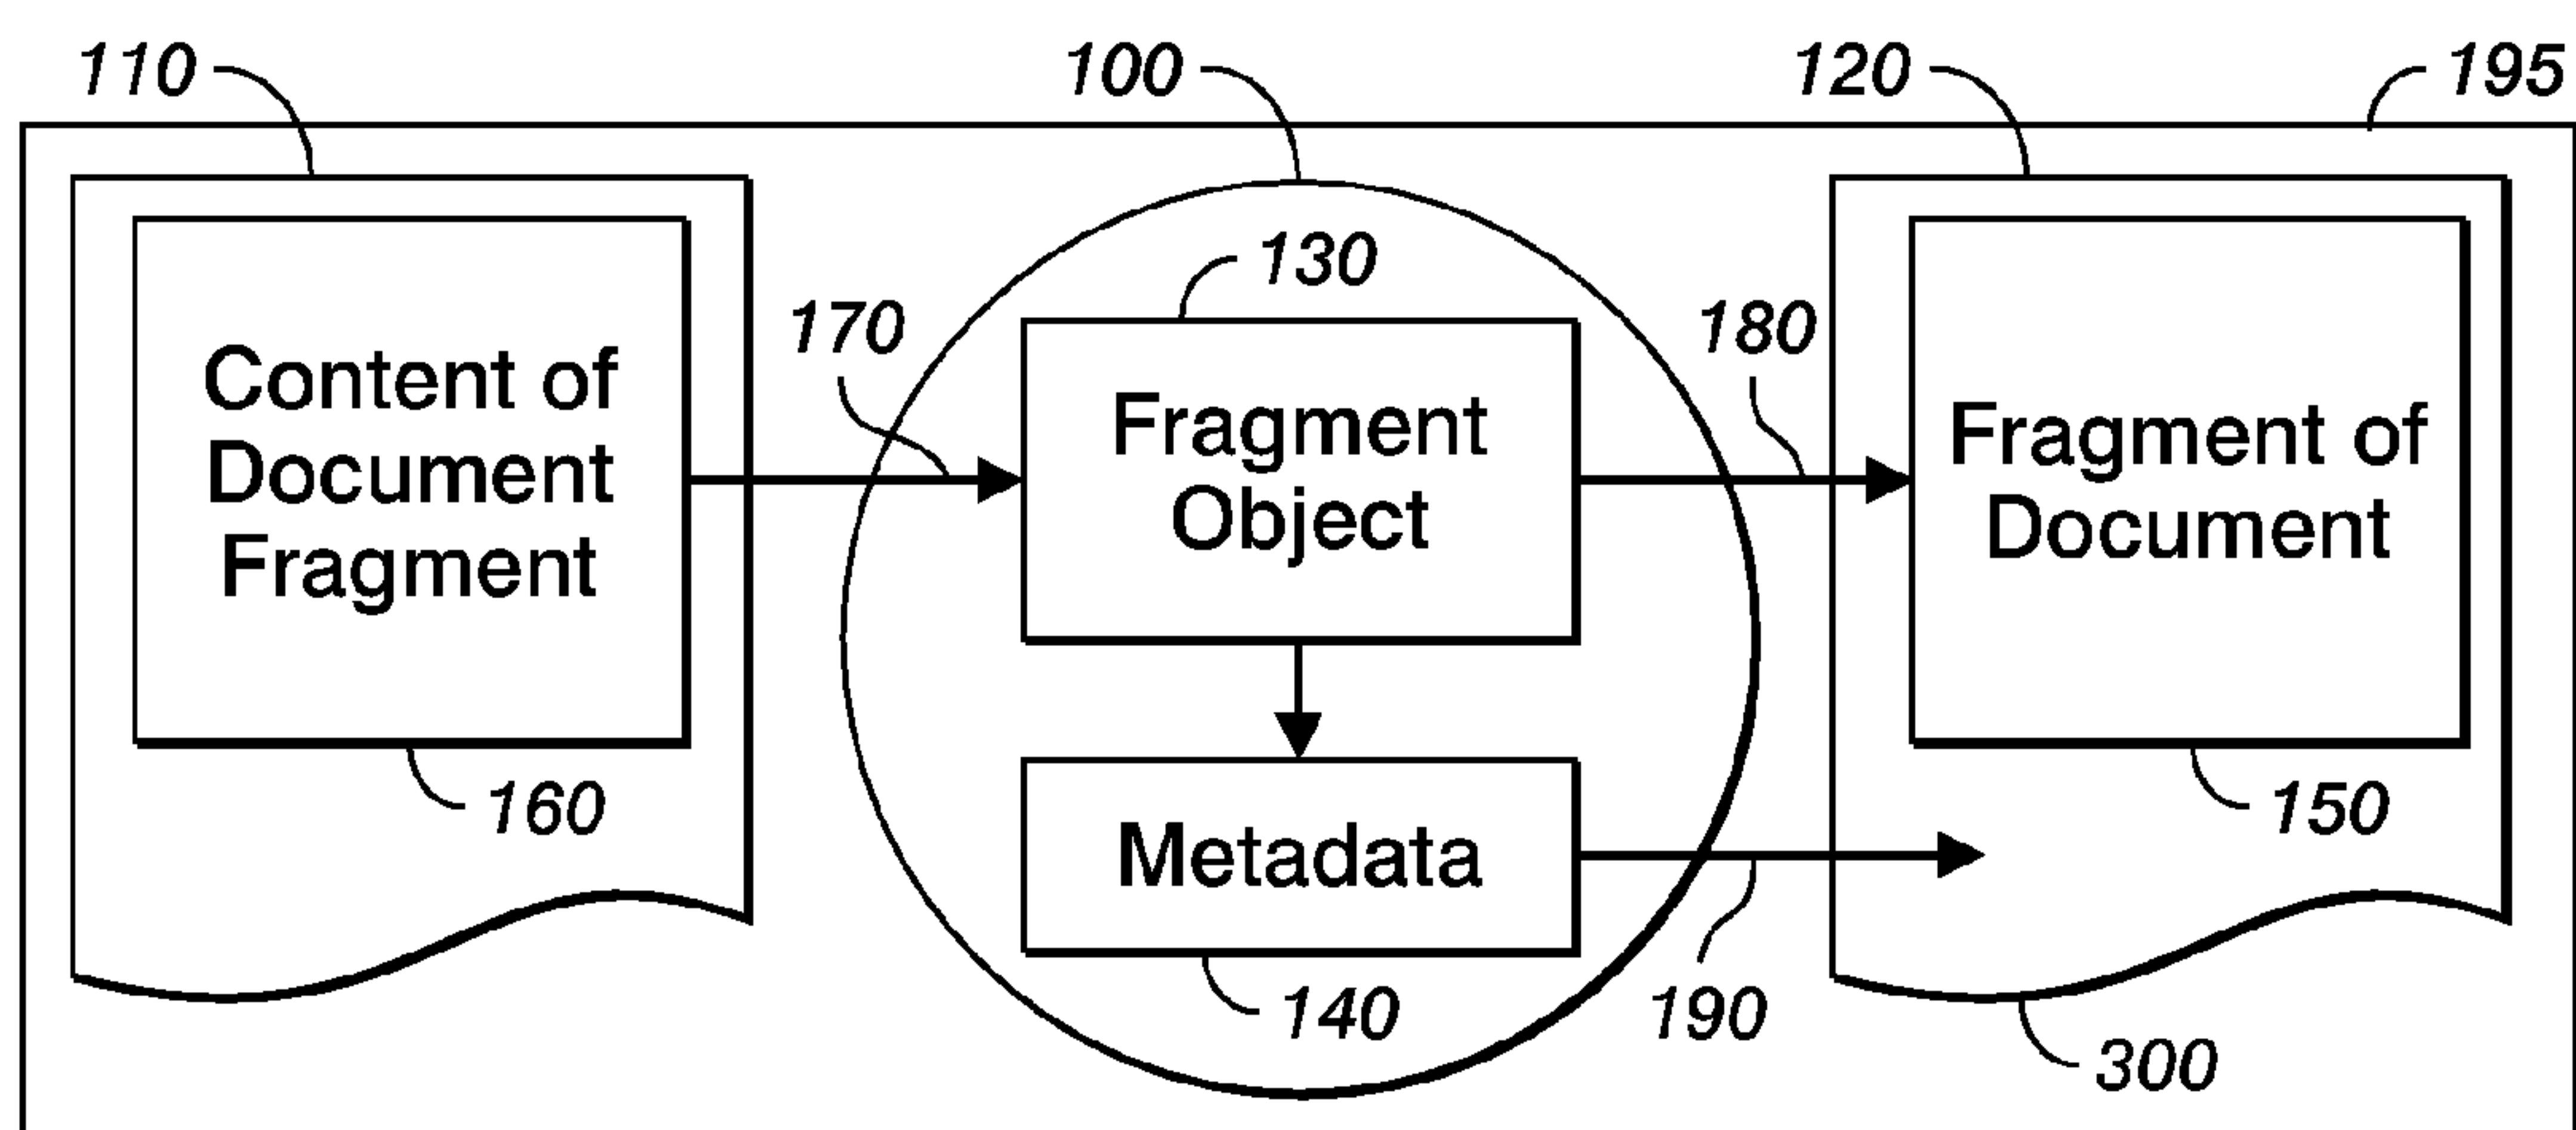 110
100
120
195
130
170
180
Content of
Document
Fragment
Fragment
Object
Fragment of
Document
160
150
Metadata
140
190
300